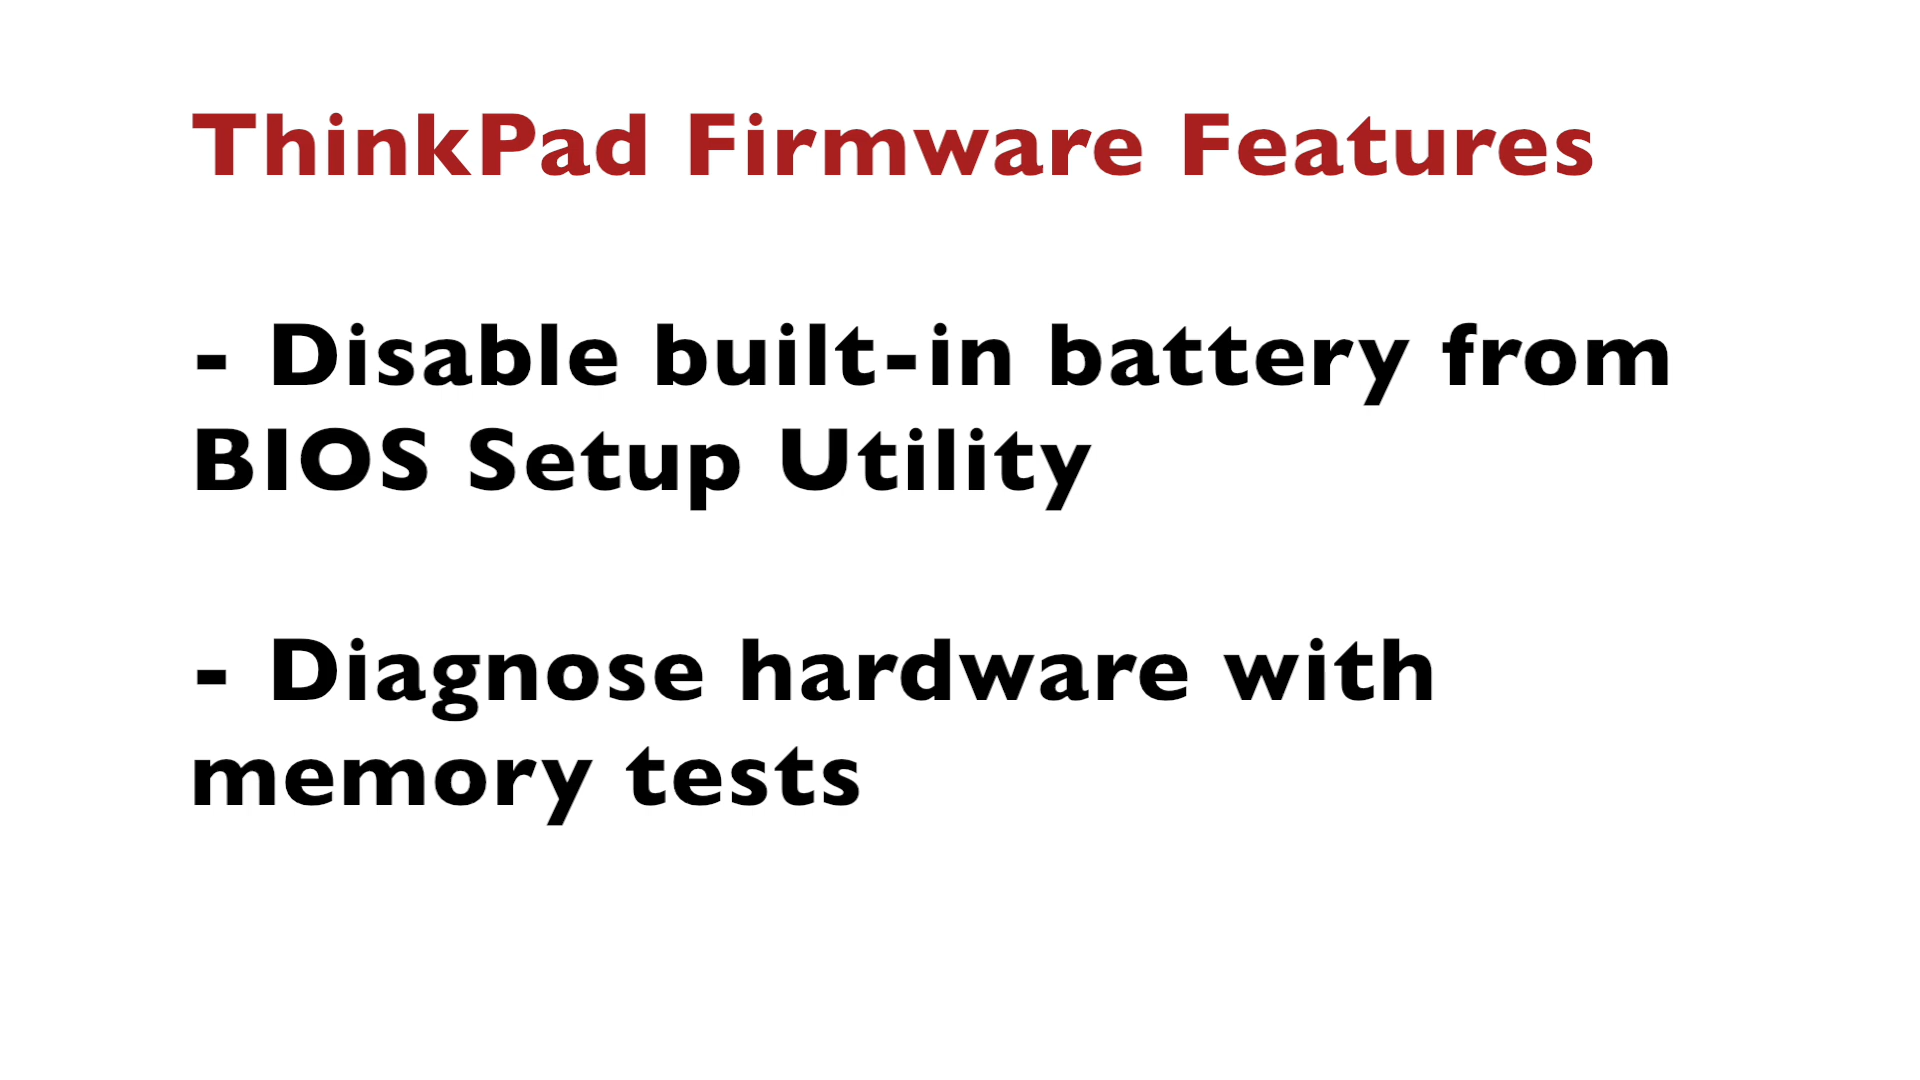 ThinkPad Firmware Features
- Disable built-in battery from
BIOS Setup Utility
- Diagnose hardware with
memory tests